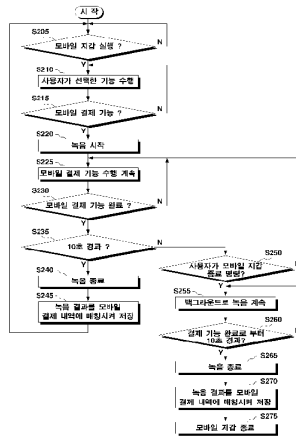 시 작
S205
모바일 지갑 실행 ?
N
Y
S210
사용자가 선택한 기능 수행
S215
모바일 결제 기능 ?
N
Y
S220
녹음 시작
S225
모바일 결제 기능 수행 계속
S230
모바일 결제 기능 완료 ?
N
Y
S235
10초 경과 ?
N
Y
S240
녹음 종료
S245
녹음 결과를 모바일
결제 내역에 매칭시켜 저장
S250
사용자가 모바일 지갑
종료 명령?
N
Y
S255
백그라운드로 녹음 계속
S260
결제 기능 완료로 부터
10초 경과?
N
Y
S265
녹음 종료
S270
녹음 결과를 모바일
결제 내역에 매칭시켜 저장
S275
모바일 지갑 종료